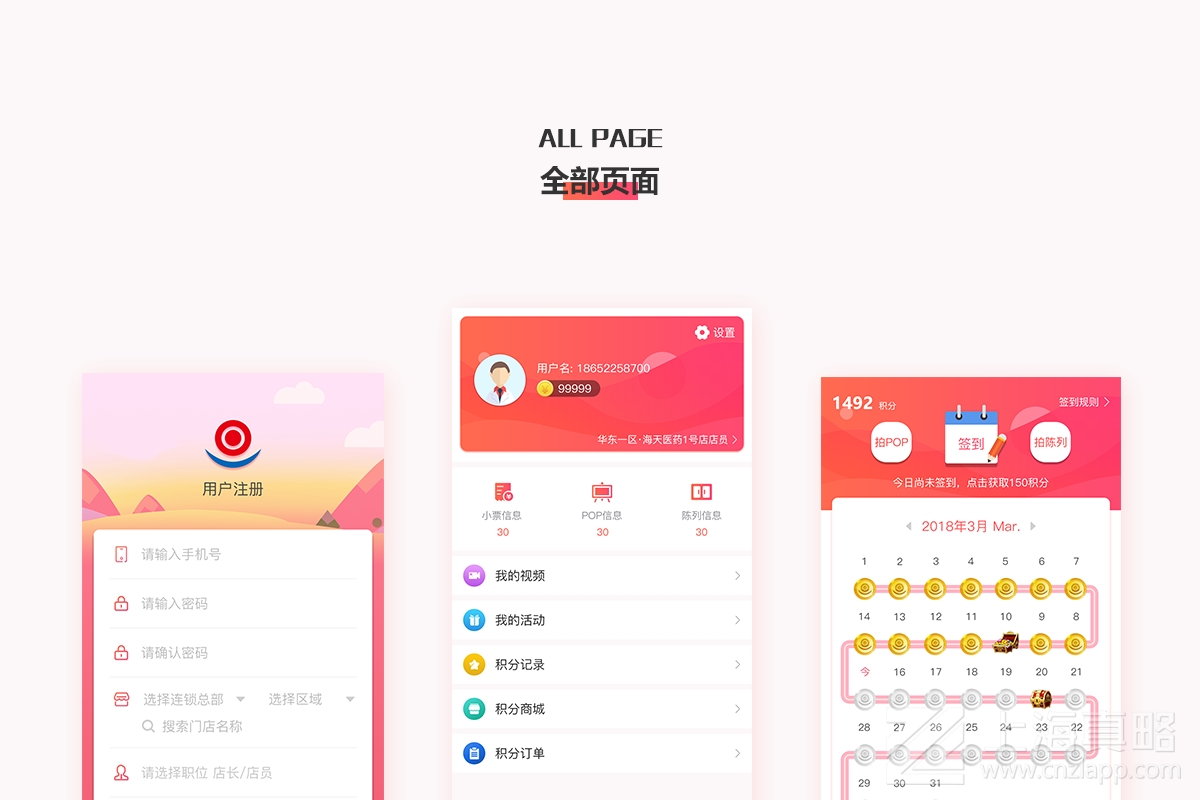 ALL PAGE
全部页面
用户注册
请输入手机号
请输入密码
请确认密码
选择连锁总部 选择区域
搜索门店名称
请选择职位 店长/店员
设置
用户名: 18652258700
99999
华东一区·海天医药1号店店员
小票信息 POP信息 陈列信息
30 30 30
我的视频
我的活动
积分记录
积分商城
积分订单
1492 积分
签到规则
拍POP 签到 拍陈列
今日尚未签到，点击获取150积分
2018年3月 Mar.
1 2 3 4 5 6 7
14 13 12 11 10 9 8
今 16 17 18 19 20 21
28 27 26 25 24 23 22
29 30 31
上海真略
www.cnzlapp.com